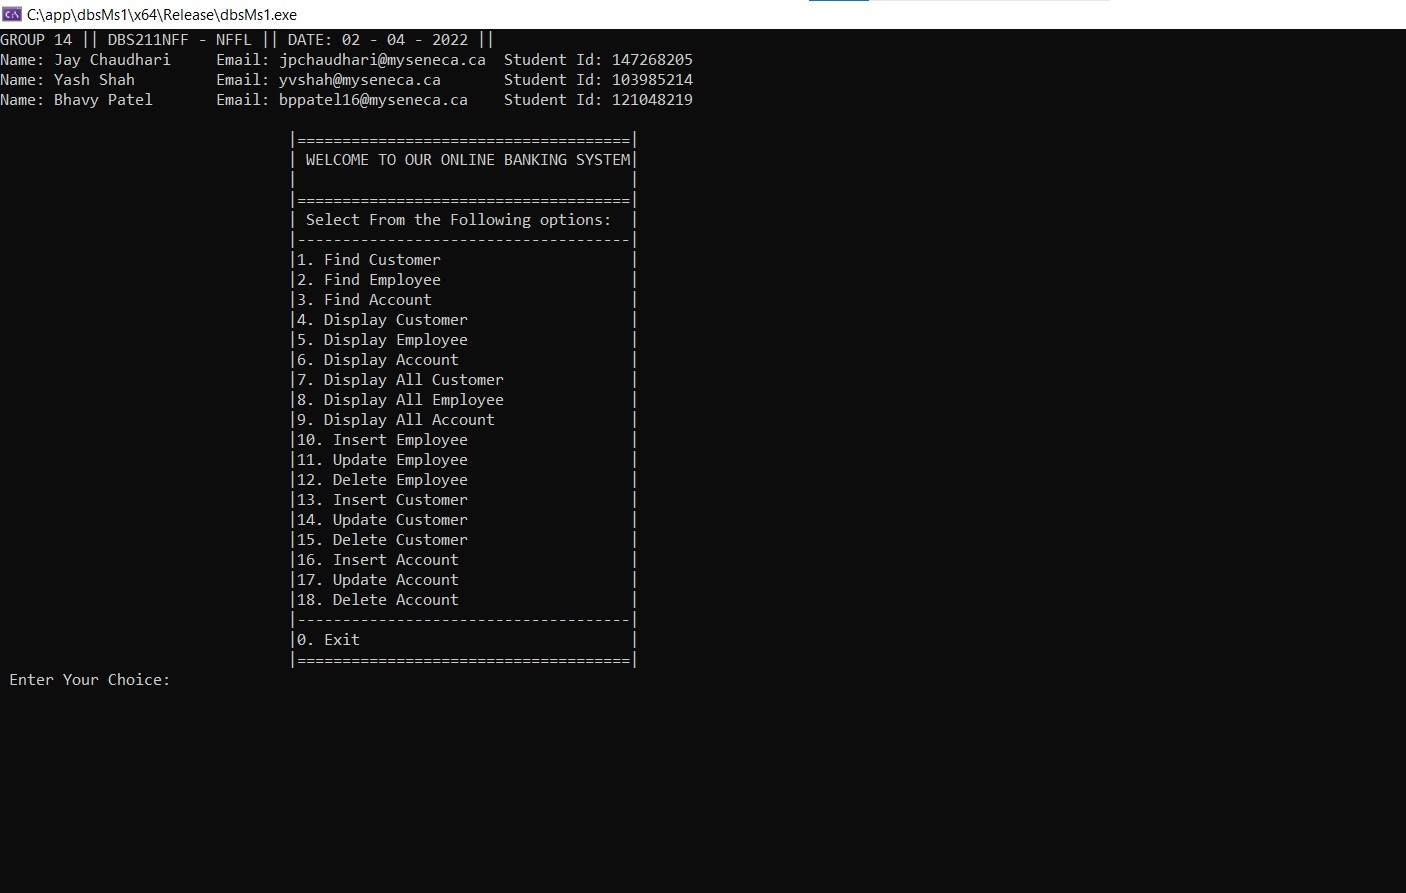 C:\app\dbsMs1\x64\Release\dbsMs1.exe
GROUP 14 || DBS211NFF - NFFL || DATE: 02 - 04 - 2022 ||
Name: Jay Chaudhari     Email: jpchaudhari@myseneca.ca  Student Id: 147268205
Name: Yash Shah         Email: yvshah@myseneca.ca       Student Id: 103985214
Name: Bhavy Patel       Email: bppatel16@myseneca.ca    Student Id: 121048219
|=====================================|
| WELCOME TO OUR ONLINE BANKING SYSTEM|
|                                     |
|=====================================|
| Select From the Following options:  |
|-------------------------------------|
|1. Find Customer                     |
|2. Find Employee                     |
|3. Find Account                      |
|4. Display Customer                  |
|5. Display Employee                  |
|6. Display Account                   |
|7. Display All Customer              |
|8. Display All Employee              |
|9. Display All Account               |
|10. Insert Employee                  |
|11. Update Employee                  |
|12. Delete Employee                  |
|13. Insert Customer                  |
|14. Update Customer                  |
|15. Delete Customer                  |
|16. Insert Account                   |
|17. Update Account                   |
|18. Delete Account                   |
|-------------------------------------|
|0. Exit                              |
|=====================================|
Enter Your Choice: